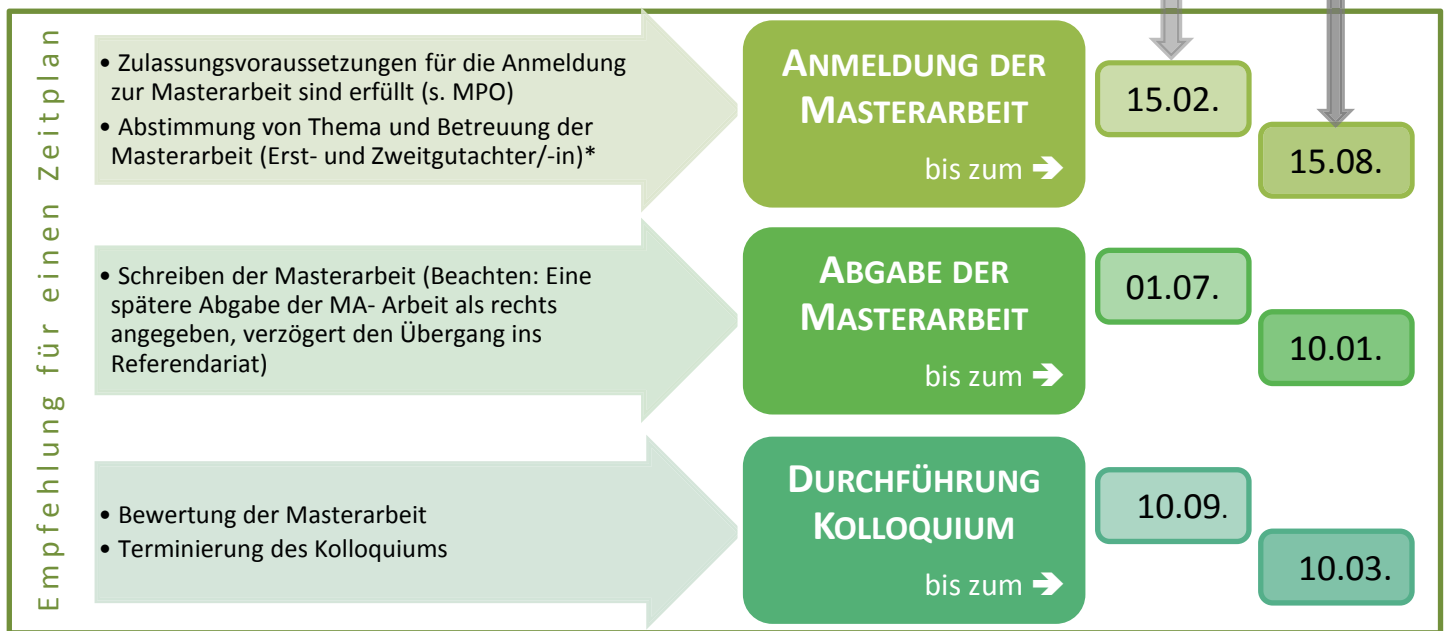 Empfehlung für einen Zeitplan
• Zulassungsvoraussetzungen für die Anmeldung
zur Masterarbeit sind erfüllt (s. MPO)
• Abstimmung von Thema und Betreuung der
Masterarbeit (Erst- und Zweitgutachter/-in)*
ANMELDUNG DER
MASTERARBEIT
bis zum →
15.02.
15.08.
• Schreiben der Masterarbeit (Beachten: Eine
spätere Abgabe der MA- Arbeit als rechts
angegeben, verzögert den Übergang ins
Referendariat)
ABGABE DER
MASTERARBEIT
bis zum →
01.07.
10.01.
• Bewertung der Masterarbeit
• Terminierung des Kolloquiums
DURCHFÜHRUNG
KOLLOQUIUM
bis zum →
10.09.
10.03.